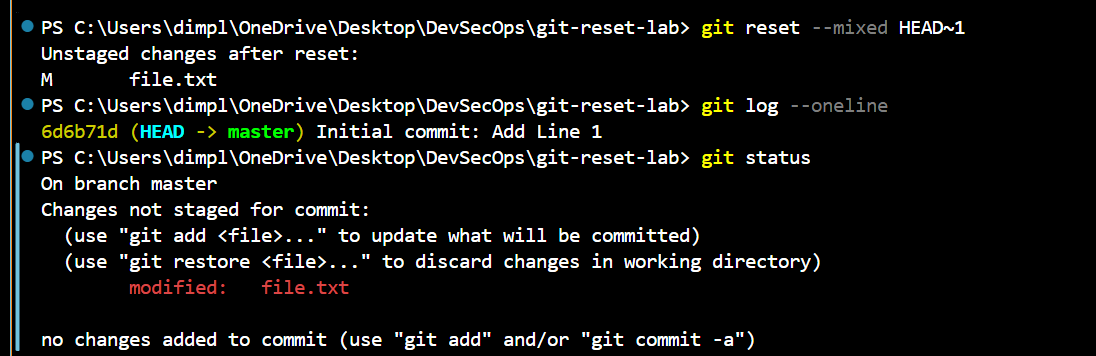 PS C:\Users\dimpl\OneDrive\Desktop\DevSecOps\git-reset-lab> git reset --mixed HEAD~1
Unstaged changes after reset:
M       file.txt
PS C:\Users\dimpl\OneDrive\Desktop\DevSecOps\git-reset-lab> git log --oneline
6d6b71d (HEAD -> master) Initial commit: Add Line 1
PS C:\Users\dimpl\OneDrive\Desktop\DevSecOps\git-reset-lab> git status
On branch master
Changes not staged for commit:
  (use "git add <file>..." to update what will be committed)
  (use "git restore <file>..." to discard changes in working directory)
        modified:   file.txt

no changes added to commit (use "git add" and/or "git commit -a")